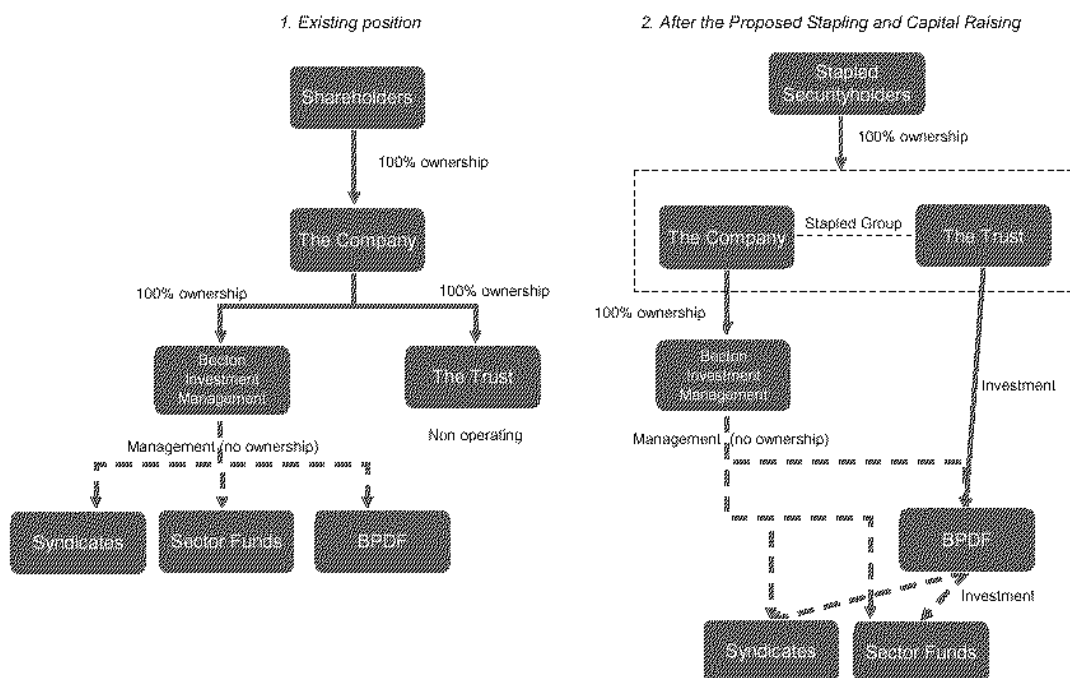 1. Existing position
Shareholders
100% ownership
The Company
100% ownership
100% ownership
Becton
Investment
Management
The Trust
Non operating
Management (no ownership)
Syndicates
Sector Funds
BPDF
2. After the Proposed Stapling and Capital Raising
Stapled
Securityholders
100% ownership
The Company
Stapled Group
The Trust
100% ownership
Becton
Investment
Management
Investment
Management (no ownership)
BPDF
Investment
Syndicates
Sector Funds